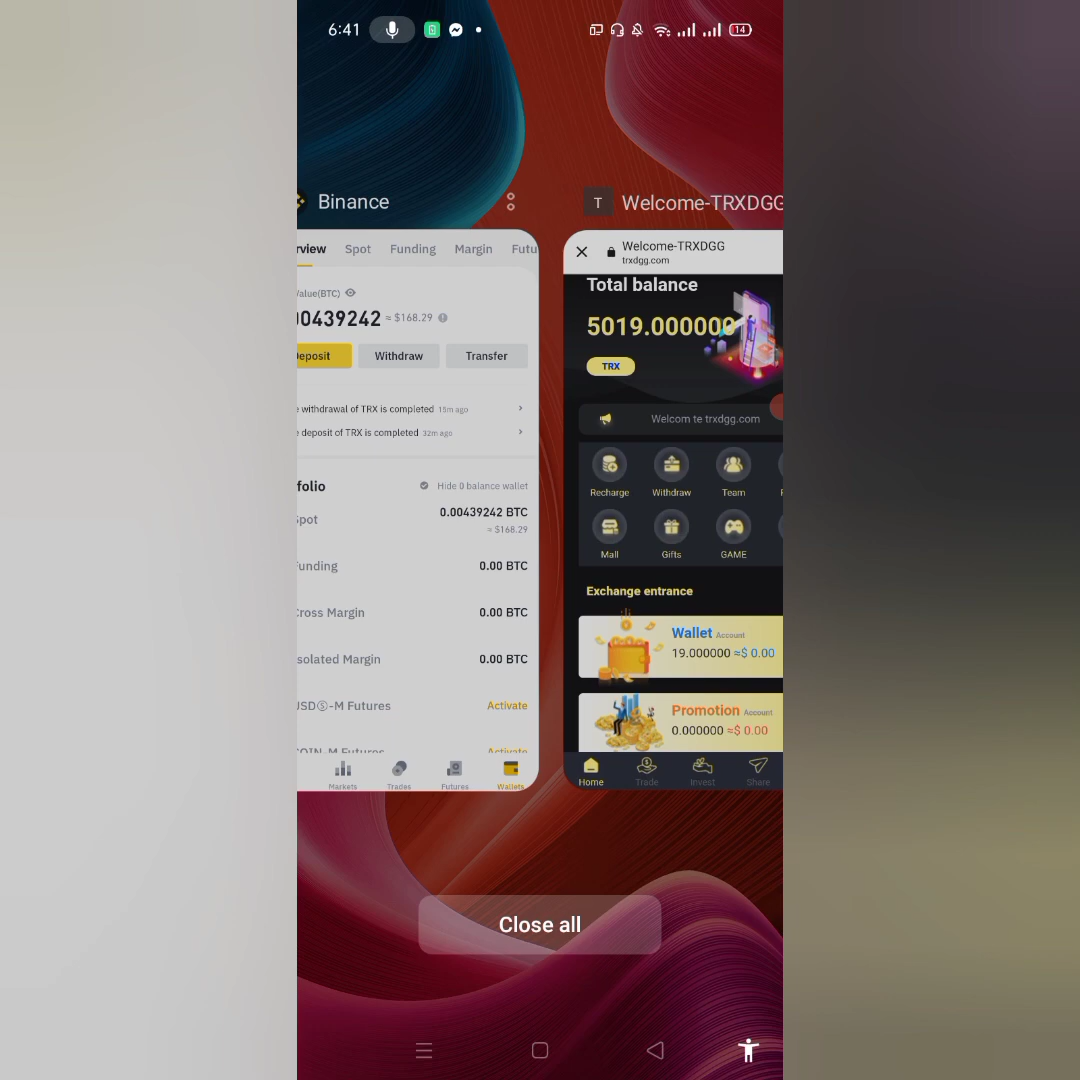 6:41
14
Binance
rview Spot Funding Margin Futu
alue(BTC)
00439242 ≈ $168.29
eposit Withdraw Transfer
e withdrawal of TRX is completed 15m ago
e deposit of TRX is completed 32m ago
folio Hide 0 balance wallet
Spot 0.00439242 BTC
≈ $168.29
Funding 0.00 BTC
Cross Margin 0.00 BTC
solated Margin 0.00 BTC
USDⓈ-M Futures Activate
COIN-M Futures Activate
Markets Trades Futures Wallets
T Welcome-TRXDGG
Welcome-TRXDGG
trxdgg.com
Total balance
5019.000000
TRX
Welcom te trxdgg.com
Recharge Withdraw Team
Mall Gifts GAME
Exchange entrance
Wallet Account
19.000000 ≈$ 0.00
Promotion Account
0.000000 ≈$ 0.00
Home Trade Invest Share
Close all